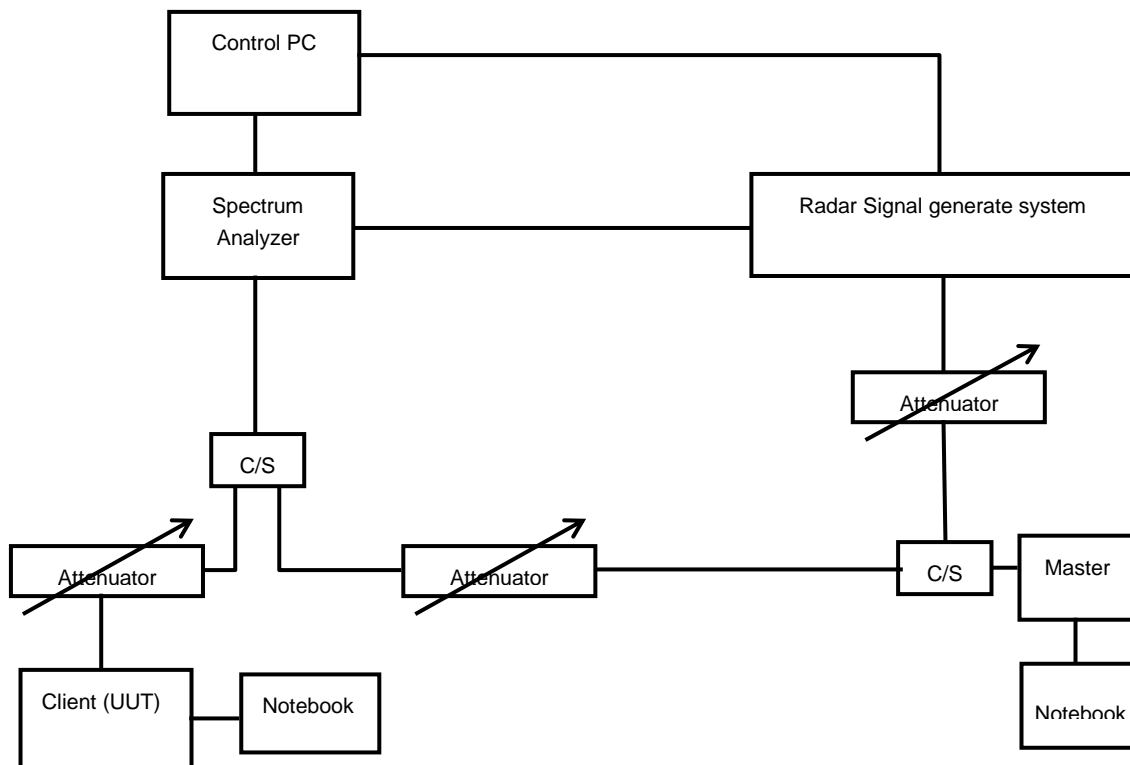 Control PC
Spectrum
Analyzer
Radar Signal generate system
Attenuator
C/S
Attenuator
Attenuator
C/S
Master
Client (UUT)
Notebook
Notebook